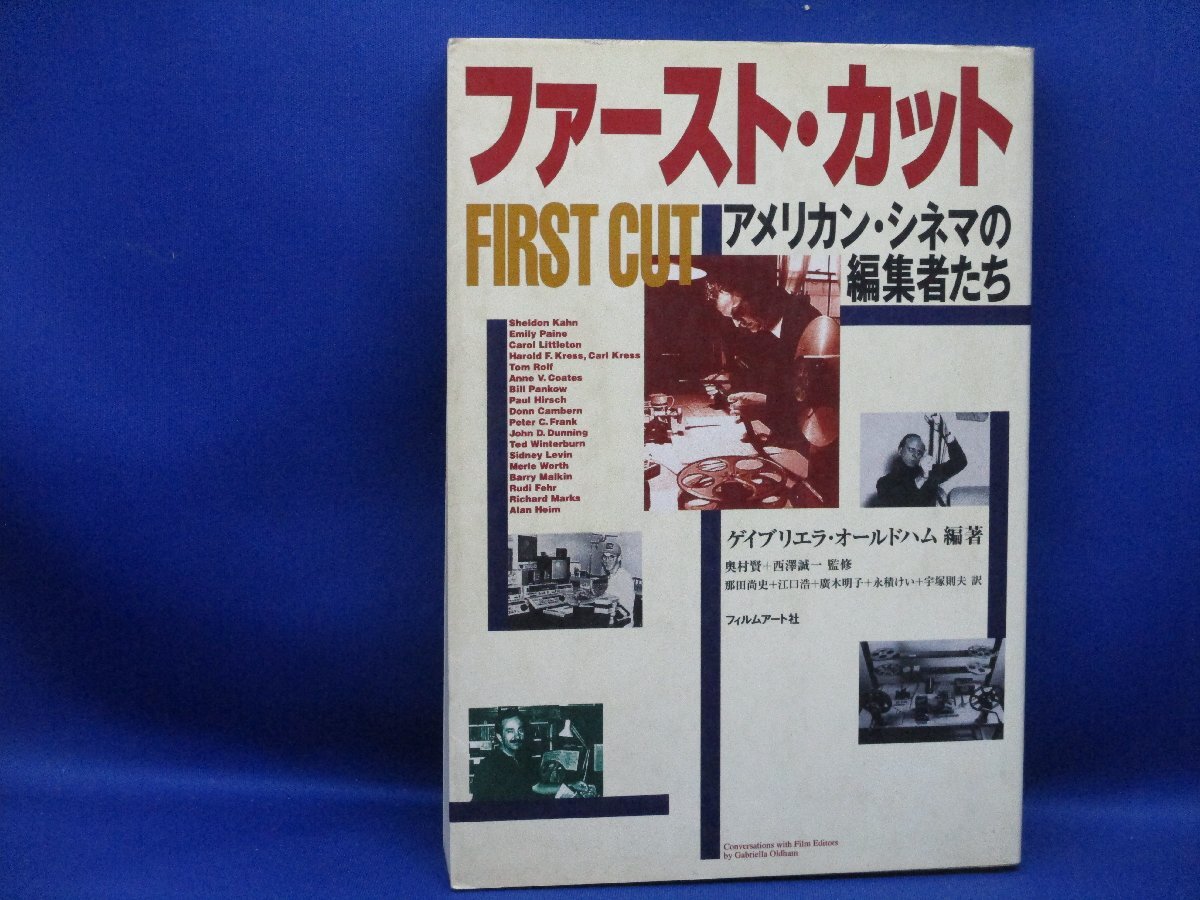 ファースト・カット
FIRST CUT
アメリカン・シネマの
編集者たち
Sheldon Kahn
Emily Paine
Carol Littleton
Harold F. Kress, Carl Kress
Tom Rolf
Anne V. Coates
Bill Pankow
Paul Hirsch
Donn Cambern
Peter C. Frank
John D. Dunning
Ted Winterburn
Sidney Levin
Merle Worth
Barry Malkin
Rudi Fehr
Richard Marks
Alan Heim
ゲイブリエラ・オールドハム 編著
奥村賢+西澤誠一 監修
那田尚史+江口浩+廣木明子+永積けい+宇塚則夫 訳
フィルムアート社
Conversations with Film Editors
by Gabriella Oldham